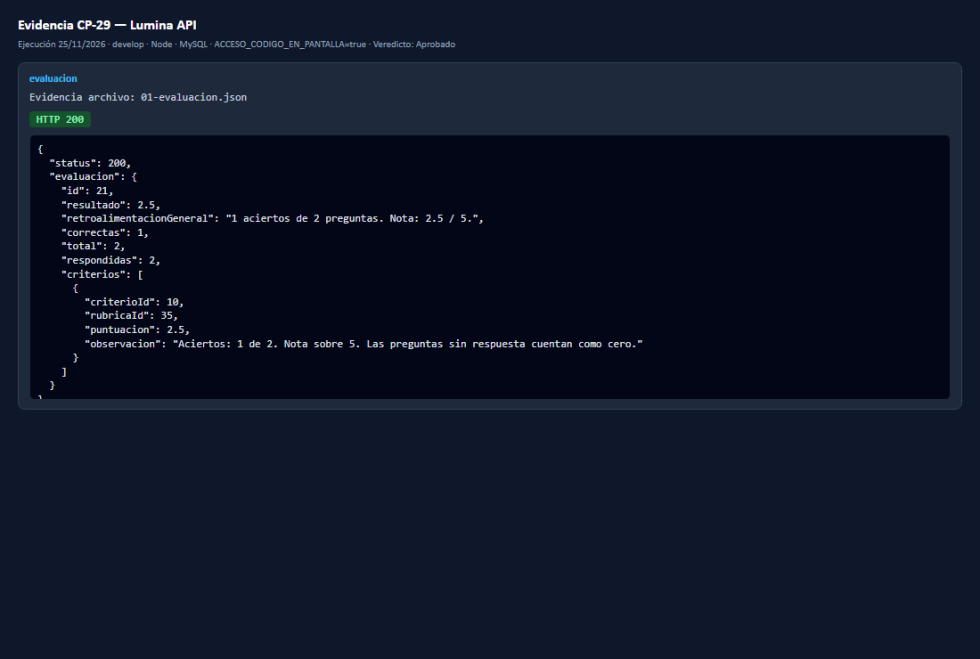 Evidencia CP-29 — Lumina API
Ejecución 25/11/2026 · develop · Node · MySQL · ACCESO_CODIGO_EN_PANTALLA=true · Veredicto: Aprobado
evaluacion
Evidencia archivo: 01-evaluacion.json
HTTP 200
{
  "status": 200,
  "evaluacion": {
    "id": 21,
    "resultado": 2.5,
    "retroalimentacionGeneral": "1 aciertos de 2 preguntas. Nota: 2.5 / 5.",
    "correctas": 1,
    "total": 2,
    "respondidas": 2,
    "criterios": [
      {
        "criterioId": 10,
        "rubricaId": 35,
        "puntuacion": 2.5,
        "observacion": "Aciertos: 1 de 2. Nota sobre 5. Las preguntas sin respuesta cuentan como cero."
      }
    ]
  }
}